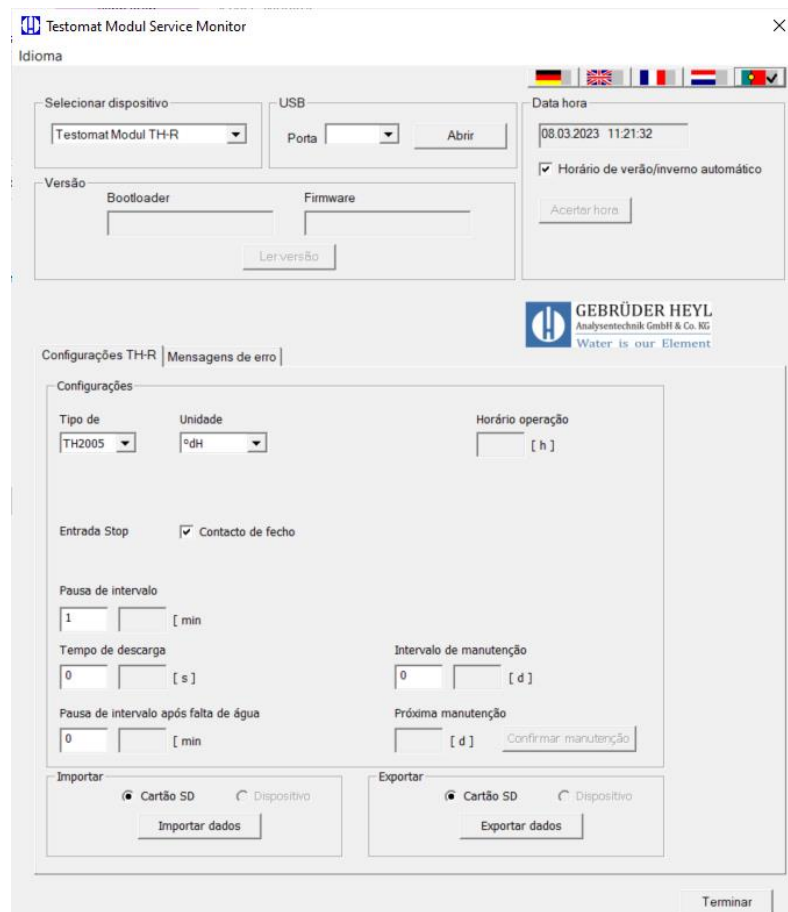 Testomat Modul Service Monitor
Idioma
Selecionar dispositivo
Testomat Modul TH-R
USB
Porta
Abrir
Data hora
08.03.2023 11:21:32
Horário de verão/inverno automático
Acertar hora
Versão
Bootloader
Firmware
Ler versão
GEBRÜDER HEYL
Analysentechnik GmbH & Co. KG
Water is our Element
Configurações TH-R
Mensagens de erro
Configurações
Tipo de
Unidade
Horário operação
TH2005
°dH
[ h ]
Entrada Stop
Contacto de fecho
Pausa de intervalo
1
[ min
Tempo de descarga
Intervalo de manutenção
0
[ s ]
0
[ d ]
Pausa de intervalo após falta de água
Próxima manutenção
0
[ min
[ d ]
Confirmar manutenção
Importar
Cartão SD
Dispositivo
Importar dados
Exportar
Cartão SD
Dispositivo
Exportar dados
Terminar